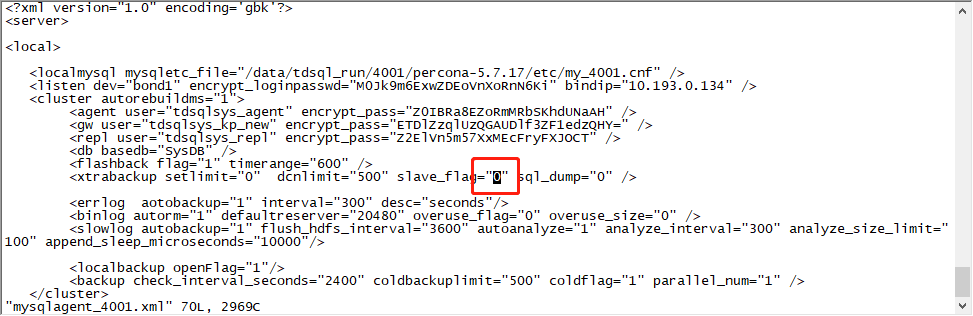 <?xml version="1.0" encoding='gbk'?>
<server>
<local>
<localmysql mysqletc_file="/data/tdsql_run/4001/percona-5.7.17/etc/my_4001.cnf" />
<listen dev="bond1" encrypt_loginpasswd="M0Jk9m6ExwZDEoVnXoRnN6Ki" bindip="10.193.0.134" />
<cluster autorebuildms="1">
<agent user="tdsqlsys_agent" encrypt_pass="Z0IBRa8EZoRmMRbSKhdUNaAH" />
<gw user="tdsqlsys_kp_new" encrypt_pass="ETDlZzqlUzQGAUDlf3ZF1edzQHY=" />
<repl user="tdsqlsys_repl" encrypt_pass="Z2ElVn5m57XxMEcFryFXJOCT" />
<db basedb="SysDB" />
<flashback flag="1" timerange="600" />
<xtrabackup setlimit="0"  dcnlimit="500" slave_flag="0" sql_dump="0" />
<errlog  aotobackup="1" interval="300" desc="seconds"/>
<binlog autorm="1" defaultreserver="20480" overuse_flag="0" overuse_size="0" />
<slowlog autobackup="1" flush_hdfs_interval="3600" autoanalyze="1" analyze_interval="300" analyze_size_limit="
100" append_sleep_microseconds="10000"/>
<localbackup openFlag="1"/>
<backup check_interval_seconds="2400" coldbackuplimit="500" coldflag="1" parallel_num="1" />
</cluster>
"mysqlagent_4001.xml" 70L, 2969C